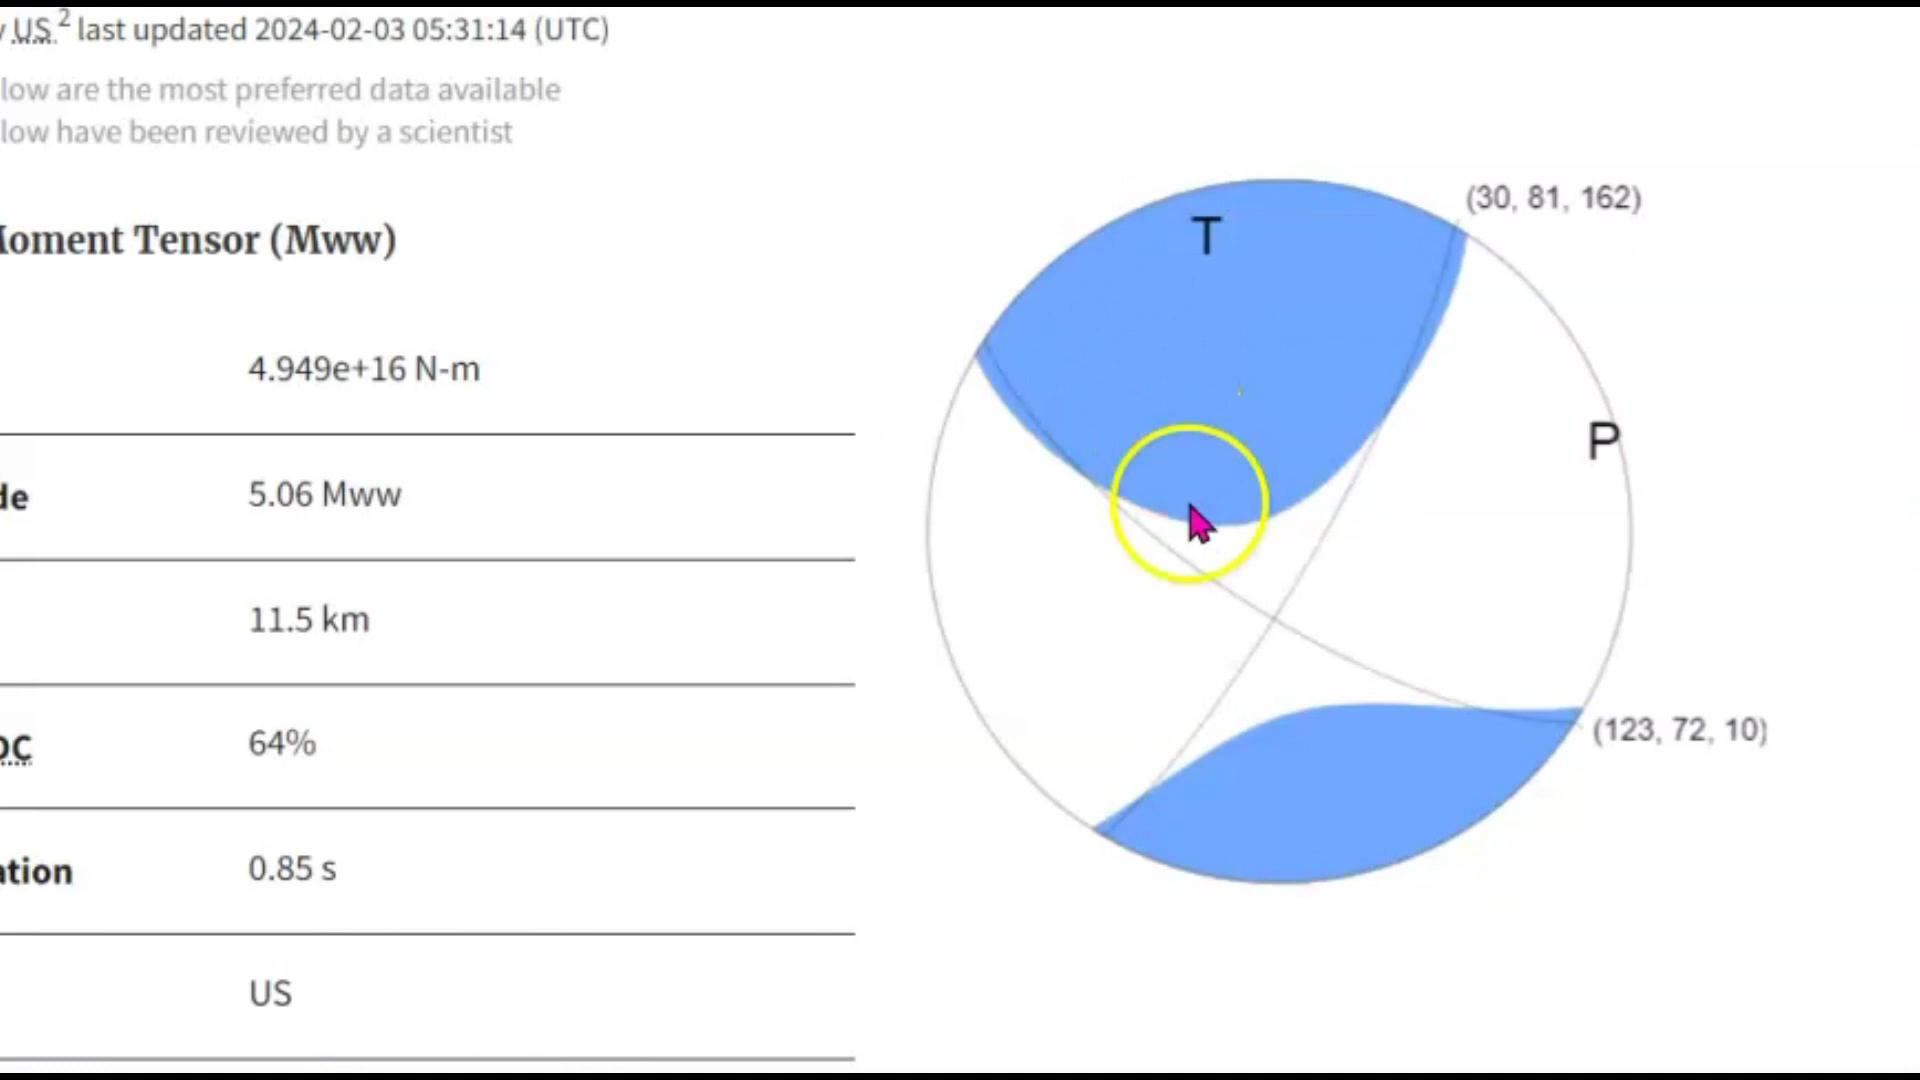 US 2 last updated 2024-02-03 05:31:14 (UTC)
low are the most preferred data available
low have been reviewed by a scientist
Moment Tensor (Mww)
4.949e+16 N-m
de 5.06 Mww
11.5 km
DC 64%
ation 0.85 s
US
T
(30, 81, 162)
P
(123, 72, 10)